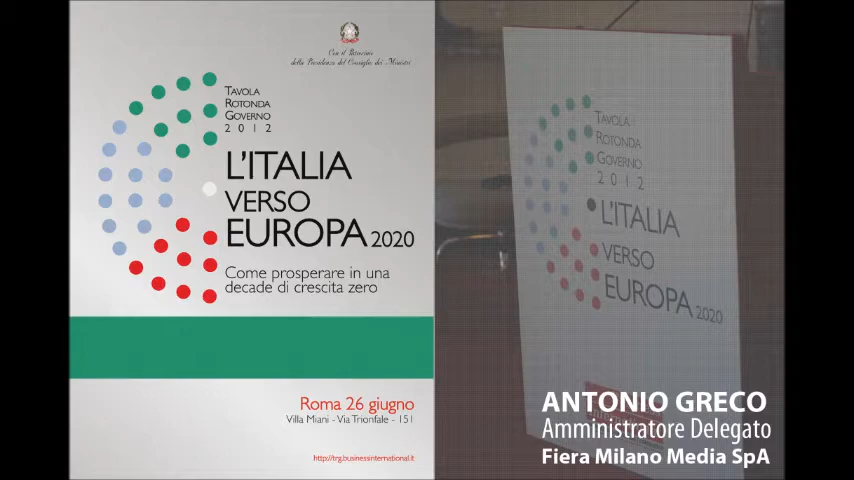 Con il Patrocinio
della Presidenza del Consiglio dei Ministri
TAVOLA
ROTONDA
GOVERNO
2012
L'ITALIA
VERSO
EUROPA 2020
Come prosperare in una
decade di crescita zero
Roma 26 giugno
Villa Miani - Via Trionfale - 151
http://trg.businessinternational.it
TAVOLA
ROTONDA
GOVERNO
2012
L'ITALIA
VERSO
EUROPA 2020
ANTONIO GRECO
Amministratore Delegato
Fiera Milano Media SpA